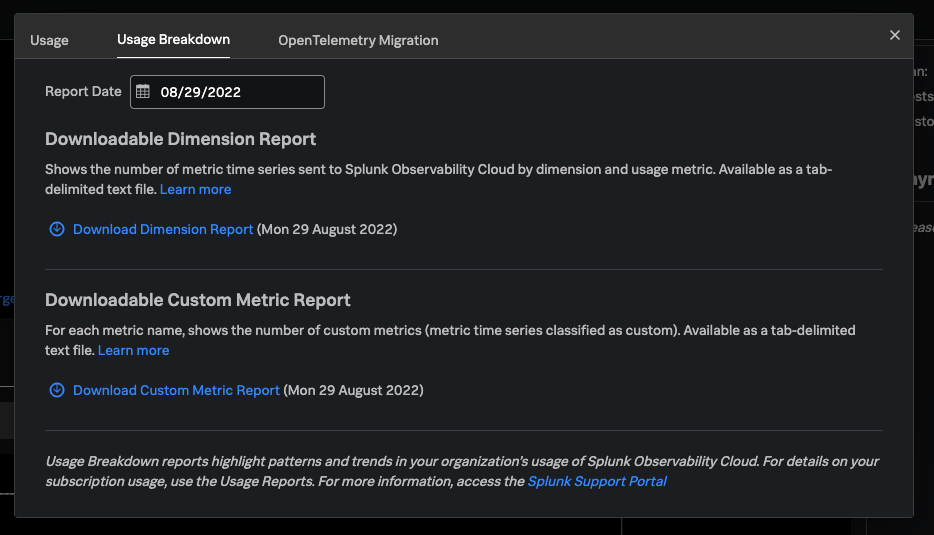 Usage Usage Breakdown OpenTelemetry Migration
Report Date 08/29/2022
Downloadable Dimension Report
Shows the number of metric time series sent to Splunk Observability Cloud by dimension and usage metric. Available as a tab-
delimited text file. Learn more
Download Dimension Report (Mon 29 August 2022)
Downloadable Custom Metric Report
For each metric name, shows the number of custom metrics (metric time series classified as custom). Available as a tab-delimited
text file. Learn more
Download Custom Metric Report (Mon 29 August 2022)
Usage Breakdown reports highlight patterns and trends in your organization's usage of Splunk Observability Cloud. For details on your
subscription usage, use the Usage Reports. For more information, access the Splunk Support Portal